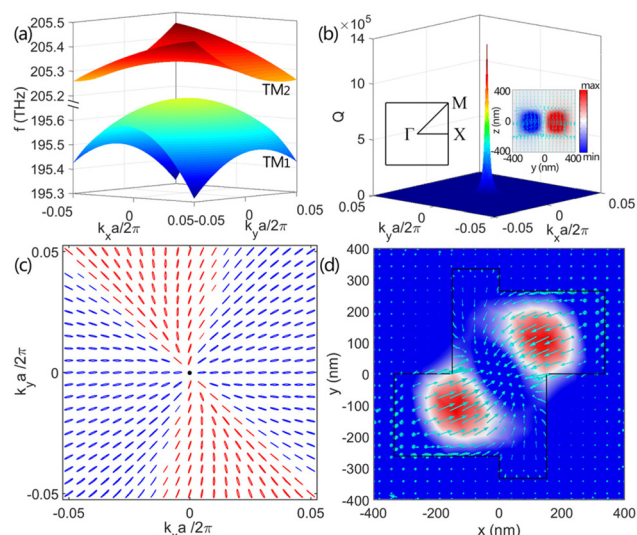 (a)
205.5
205.4
205.3
205.2
195.6
195.5
195.4
195.3
f (THz)
TM2
TM1
-0.05
0
0.05
-0.05
0
0.05
kxa/2π
kya/2π
(b)
×10⁵
14
10
5
0
Q
M
Γ
X
400
0
-400
z (nm)
-400
0
400
y (nm)
max
min
0.05
0
-0.05
-0.05
0
0.05
kya/2π
kxa/2π
(c)
0.05
0
-0.05
kya /2π
-0.05
0
0.05
kxa /2π
(d)
400
300
200
100
0
-100
-200
-300
-400
y (nm)
-400
-200
0
200
400
x (nm)